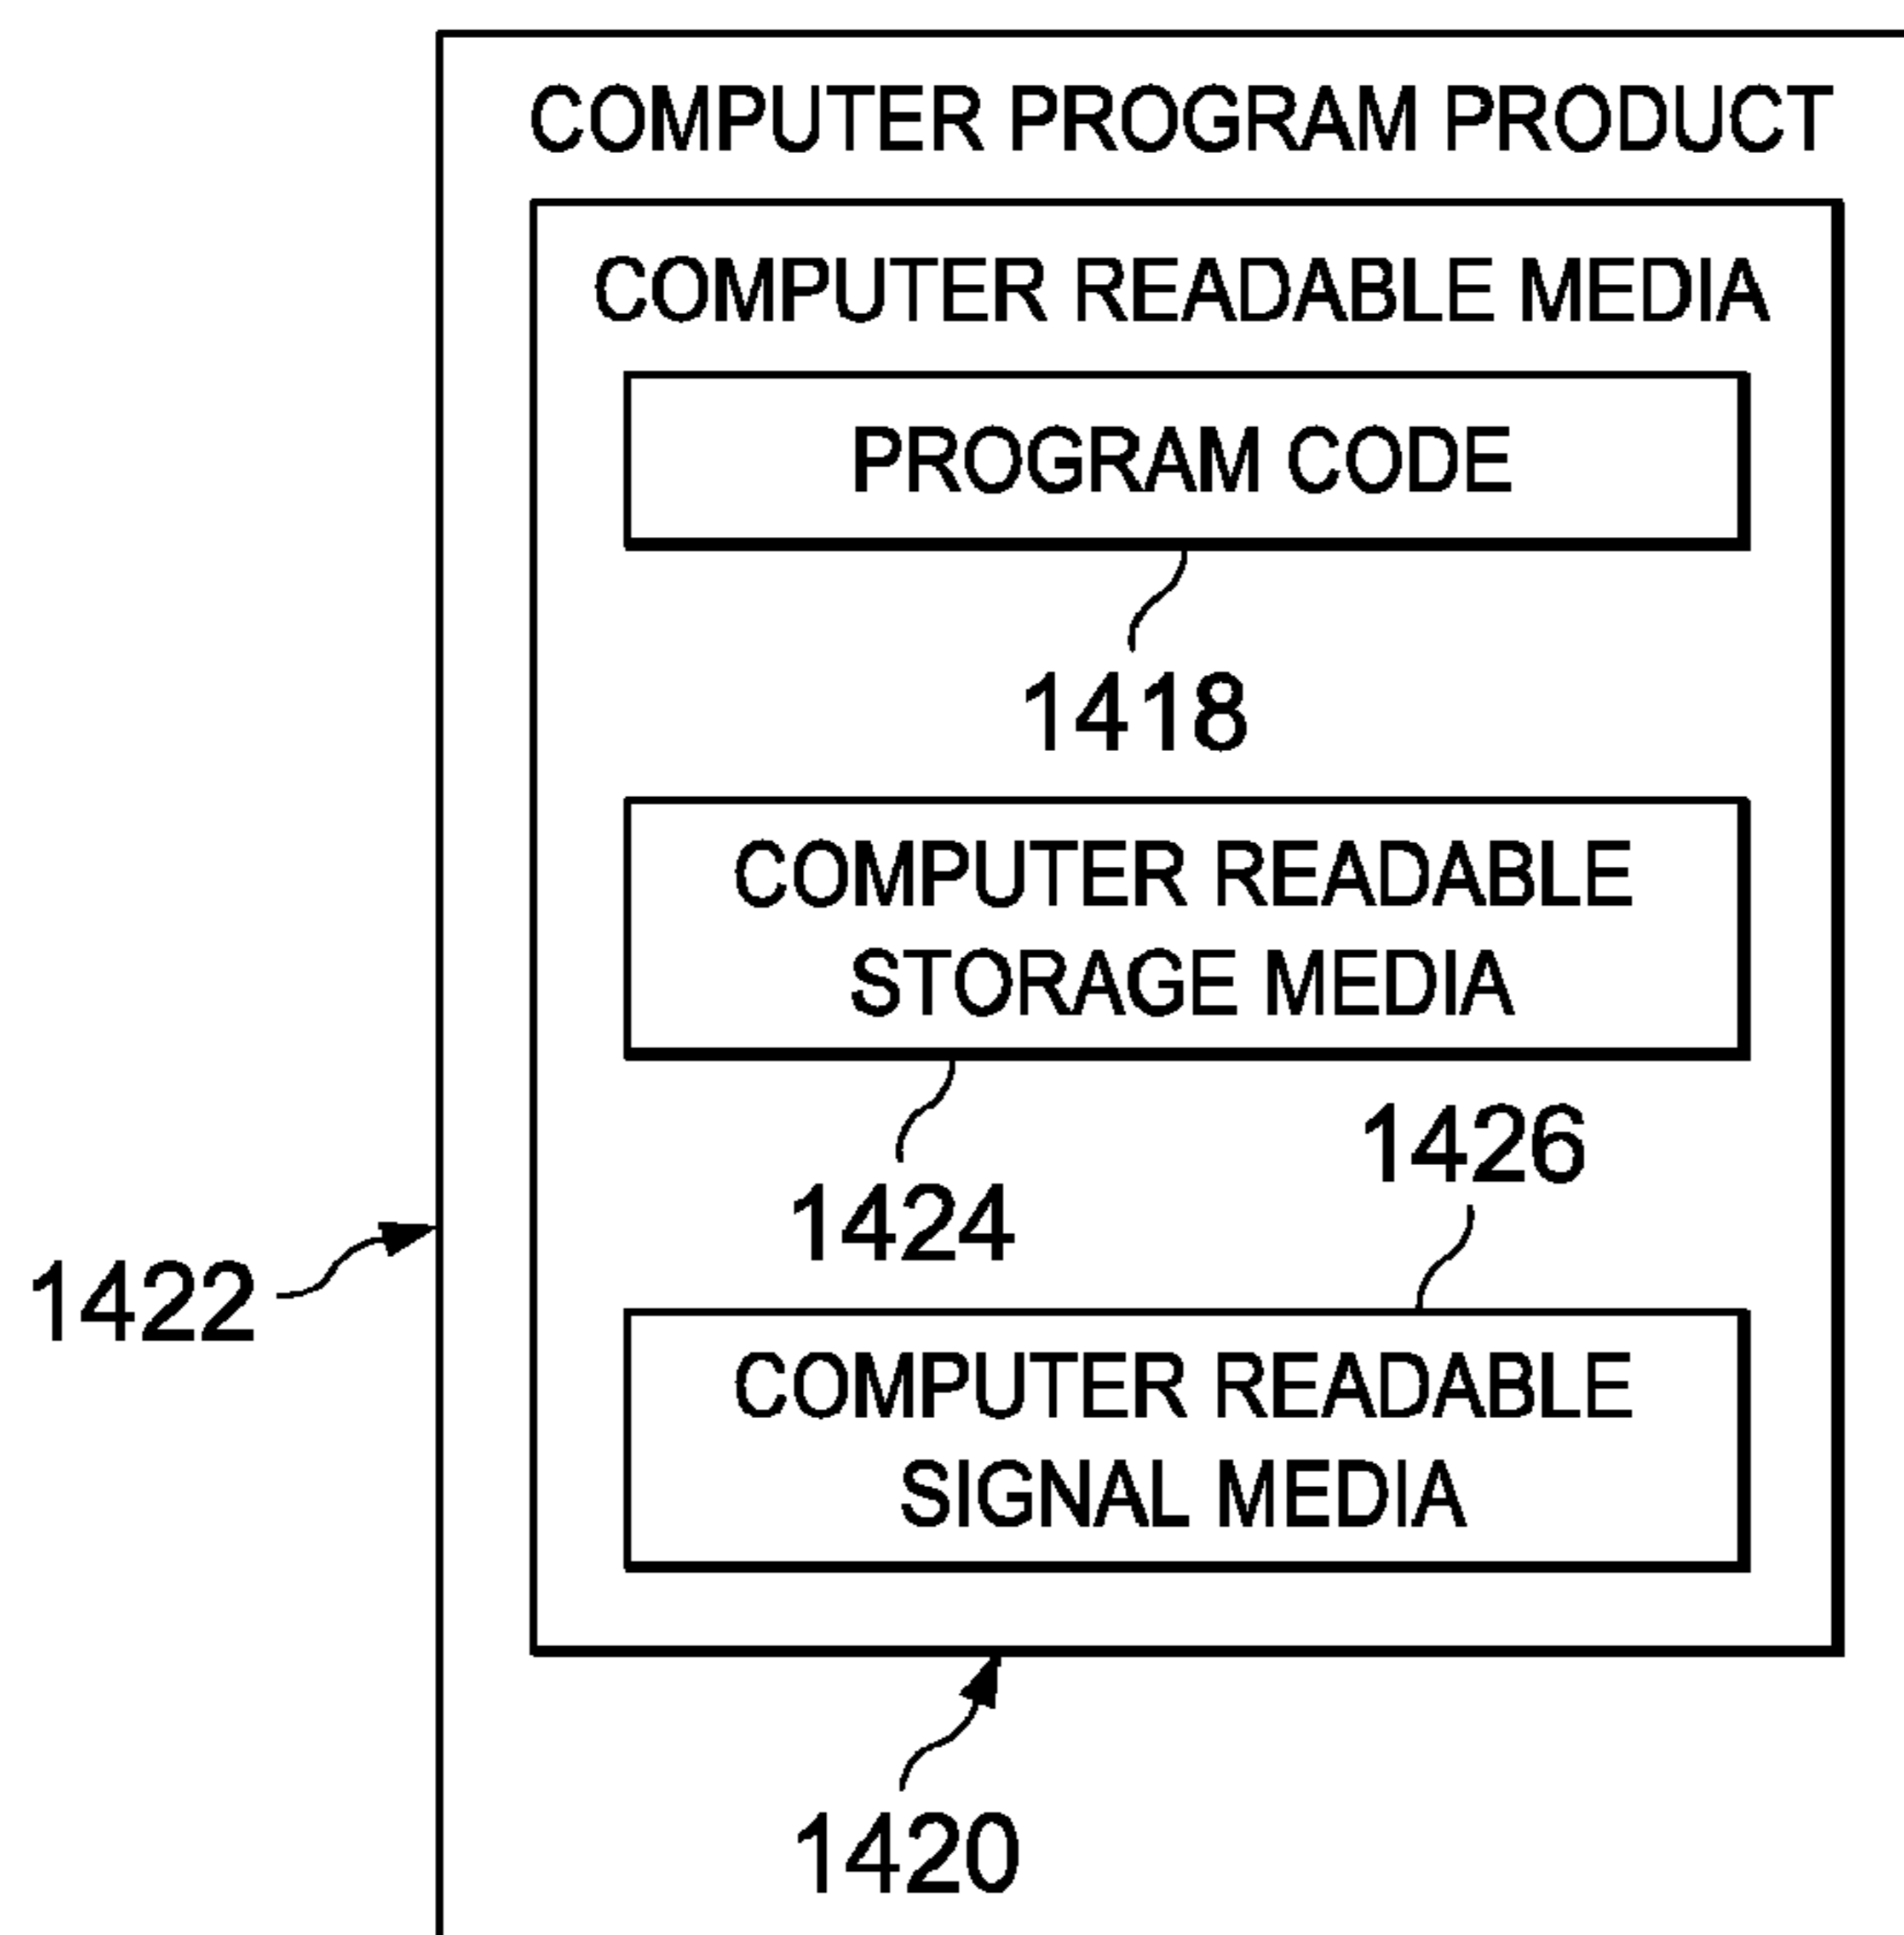 COMPUTER PROGRAM PRODUCT
COMPUTER READABLE MEDIA
PROGRAM CODE
1418
COMPUTER READABLE
STORAGE MEDIA
1424
1426
1422
COMPUTER READABLE
SIGNAL MEDIA
1420